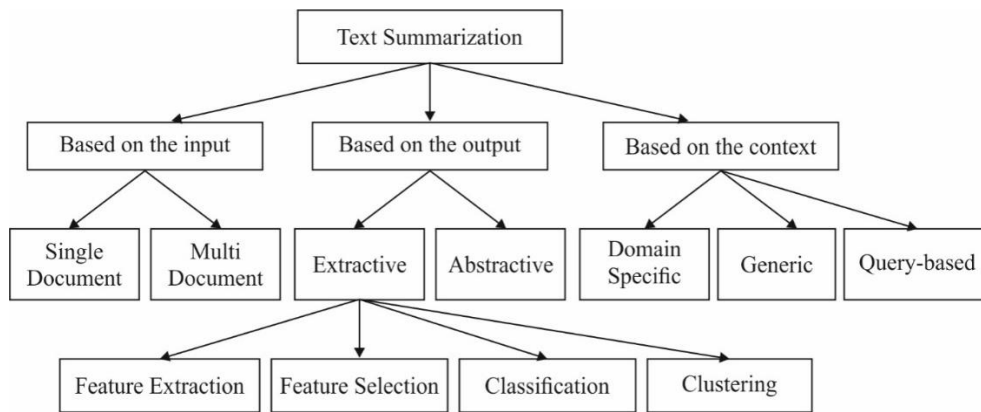 Text Summarization
Based on the input
Based on the output
Based on the context
Single
Document
Multi
Document
Extractive
Abstractive
Domain
Specific
Generic
Query-based
Feature Extraction
Feature Selection
Classification
Clustering